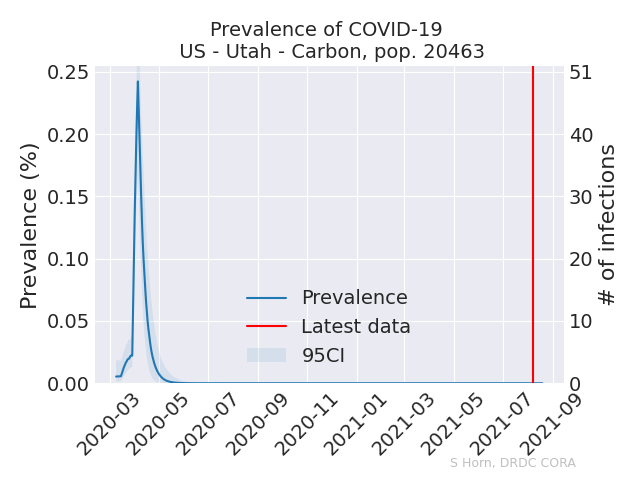 Prevalence of COVID-19
US - Utah - Carbon, pop. 20463
0.25
0.20
0.15
0.10
0.05
0.00
Prevalence (%)
51
40
30
20
10
0
# of infections
Prevalence
Latest data
95CI
2020-03
2020-05
2020-07
2020-09
2020-11
2021-01
2021-03
2021-05
2021-07
2021-09
S Horn, DRDC CORA